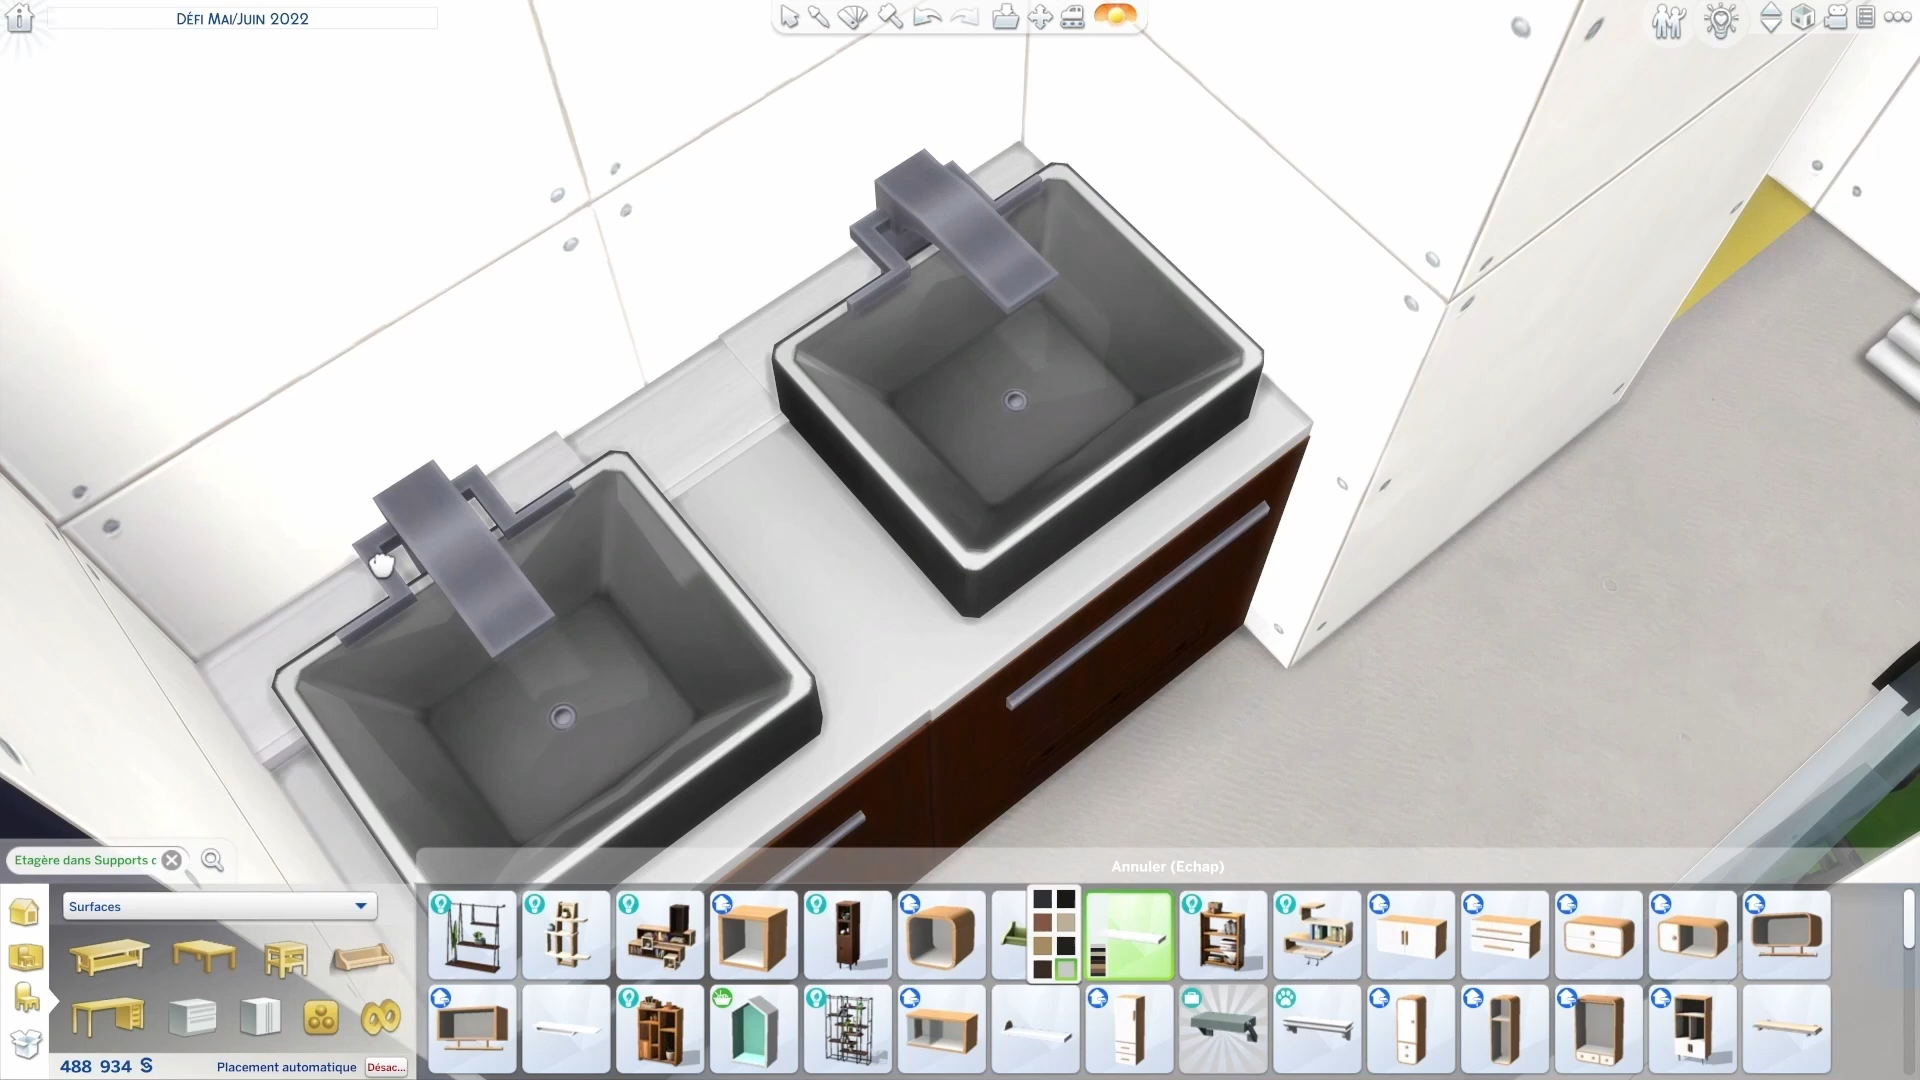 Défi Mai/Juin 2022
Etagère dans Supports
Annuler (Echap)
Surfaces
488 934 S
Placement automatique
Désac...